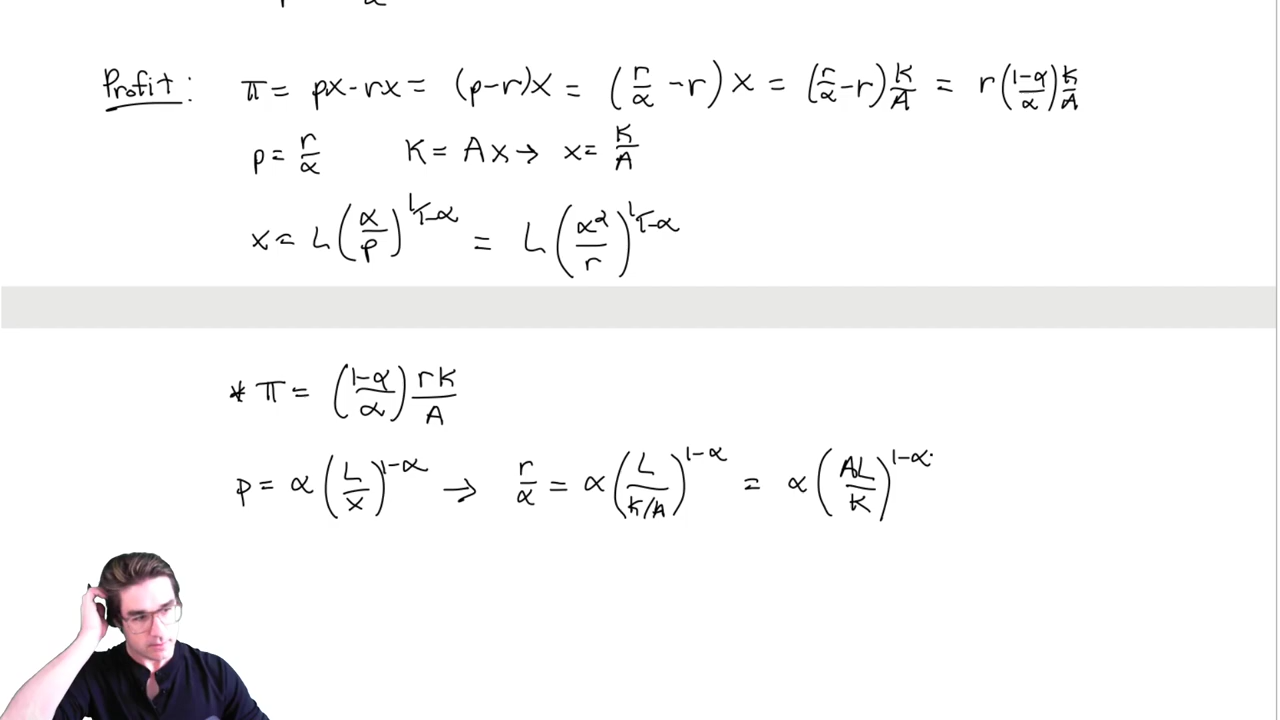 Profit: π = px - rx = (p-r)x = (r/α - r) x = (r/α - r) K/A = r((1-α)/α) K/A
p = r/α K = Ax → x = K/A
x = L(α/p)^(1/1-α) = L(α²/r)^(1/1-α)
* π = ((1-α)/α) rK/A
p = α(L/x)^(1-α) → r/α = α(L/(K/A))^(1-α) = α(AL/K)^(1-α)